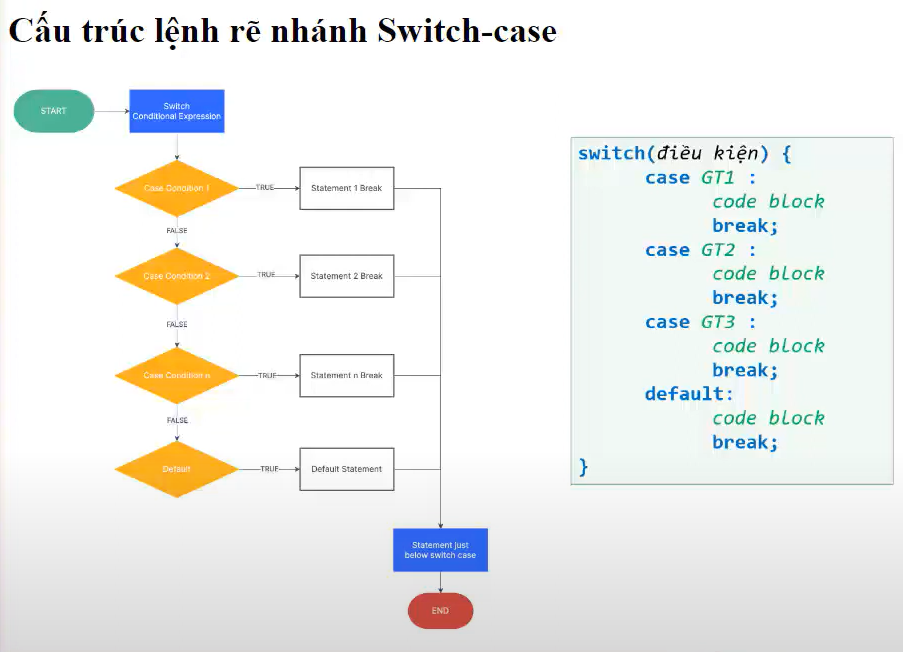 Cấu trúc lệnh rẽ nhánh Switch-case
START
Switch
Conditional Expression
Case Condition 1
TRUE
Statement 1 Break
FALSE
Case Condition 2
TRUE
Statement 2 Break
FALSE
Case Condition n
TRUE
Statement n Break
FALSE
Default
TRUE
Default Statement
Statement just
below switch case
END
switch(điều kiện) {
case GT1 :
code block
break;
case GT2 :
code block
break;
case GT3 :
code block
break;
default:
code block
break;
}